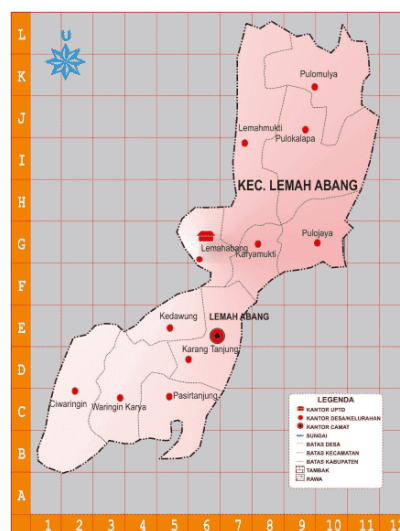 L
K
J
I
H
G
F
E
D
C
B
A
U
Pulomulya
Lemahmukti
Pulokalapa
KEC. LEMAH ABANG
Lemahabang
Karyamukti
Pulojaya
Kedawung
LEMAH ABANG
Karang Tanjung
Ciwaringin
Waringin Karya
Pasirtanjung
LEGENDA
KANTOR UPTD
KANTOR DESA/KELURAHAN
KANTOR CAMAT
SUNGAI
BATAS DESA
BATAS KECAMATAN
BATAS KABUPATEN
TAMBAK
RAWA
1 2 3 4 5 6 7 8 9 10 11 12